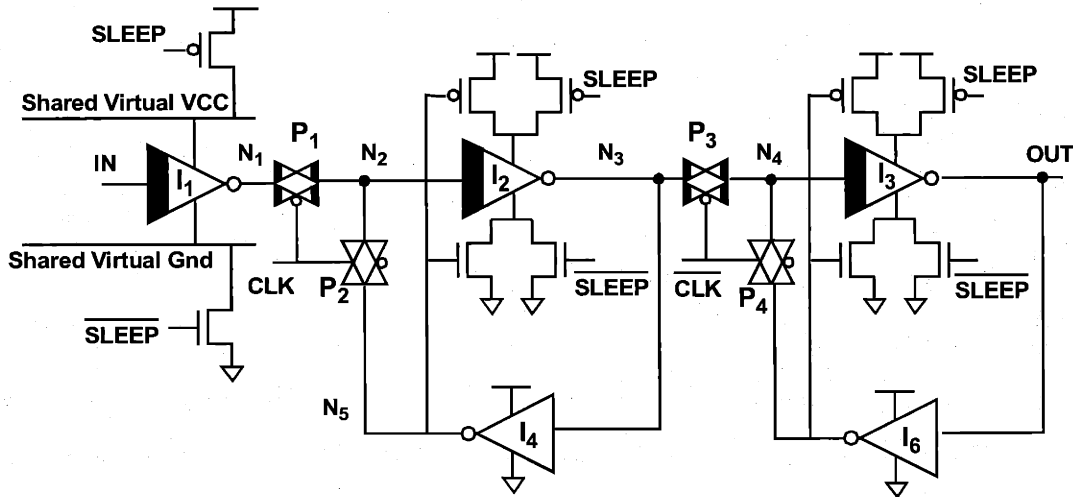 SLEEP
Shared Virtual VCC
IN
I1
N1
P1
N2
CLK
P2
Shared Virtual Gnd
SLEEP
SLEEP
I2
N3
SLEEP
N5
I4
P3
N4
CLK
P4
SLEEP
I3
OUT
SLEEP
I6